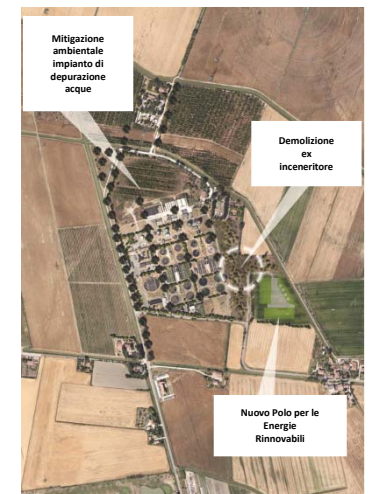 Mitigazione
ambientale
impianto di
depurazione
acque
Demolizione
ex
inceneritore
Nuovo Polo per le
Energie
Rinnovabili